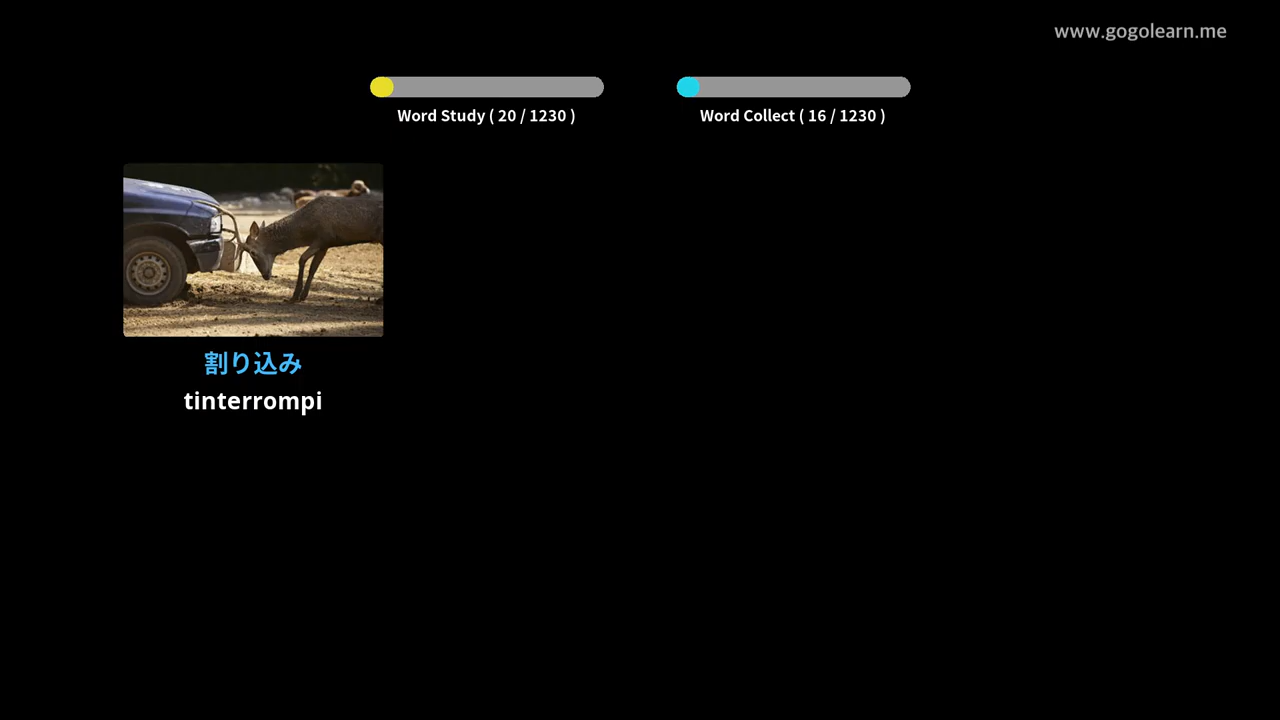 www.gogolearn.me
Word Study ( 20 / 1230 )
Word Collect ( 16 / 1230 )
割り込み
tinterrompi